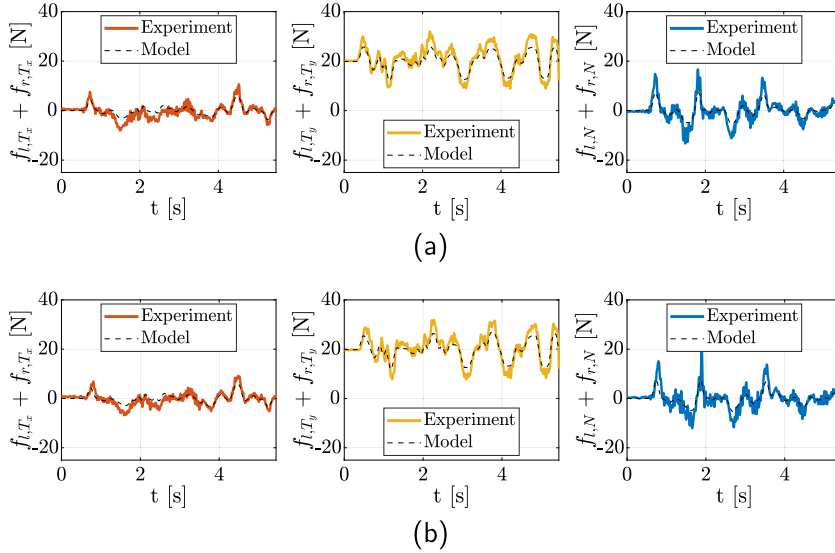 40
20
0
-20
f_{l,T_x} + f_{r,T_x} [N]
Experiment
Model
0 2 4
t [s]
40
20
0
-20
f_{l,T_y} + f_{r,T_y} [N]
Experiment
Model
0 2 4
t [s]
40
20
0
-20
f_{l,N} + f_{r,N} [N]
Experiment
Model
0 2 4
t [s]
(a)
40
20
0
-20
f_{l,T_x} + f_{r,T_x} [N]
Experiment
Model
0 2 4
t [s]
40
20
0
-20
f_{l,T_y} + f_{r,T_y} [N]
Experiment
Model
0 2 4
t [s]
40
20
0
-20
f_{l,N} + f_{r,N} [N]
Experiment
Model
0 2 4
t [s]
(b)